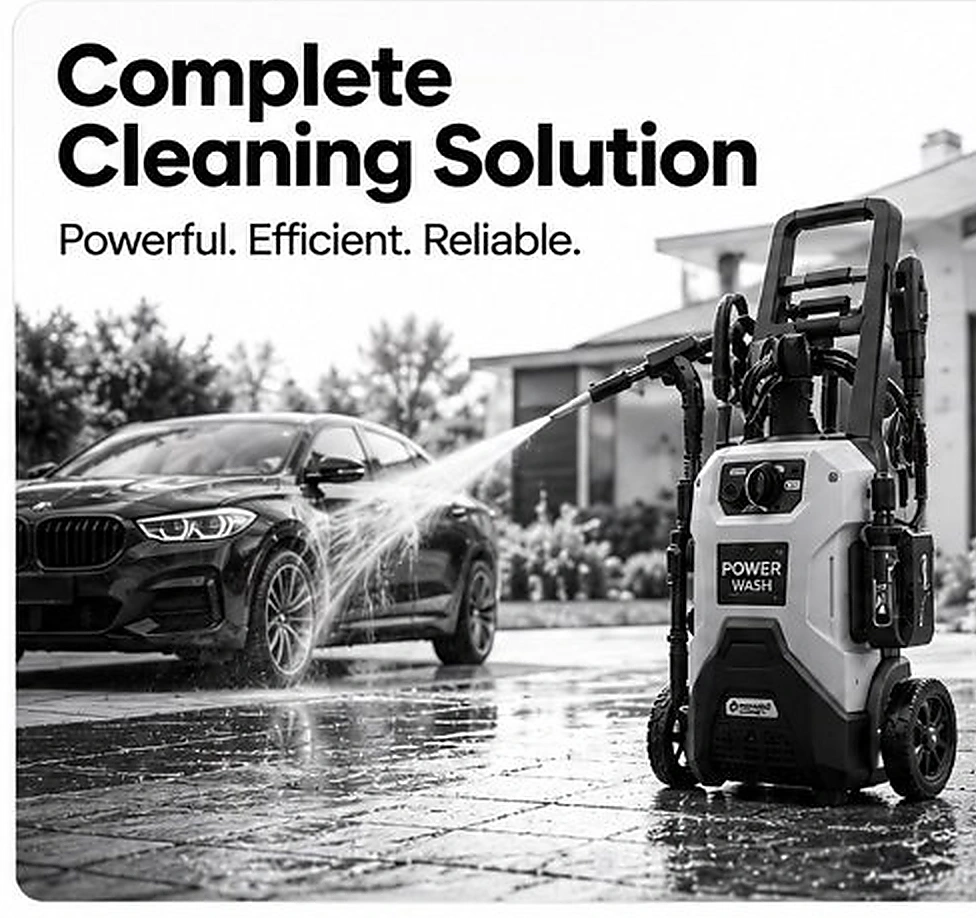 Complete
Cleaning Solution
Powerful. Efficient. Reliable.
POWER
WASH